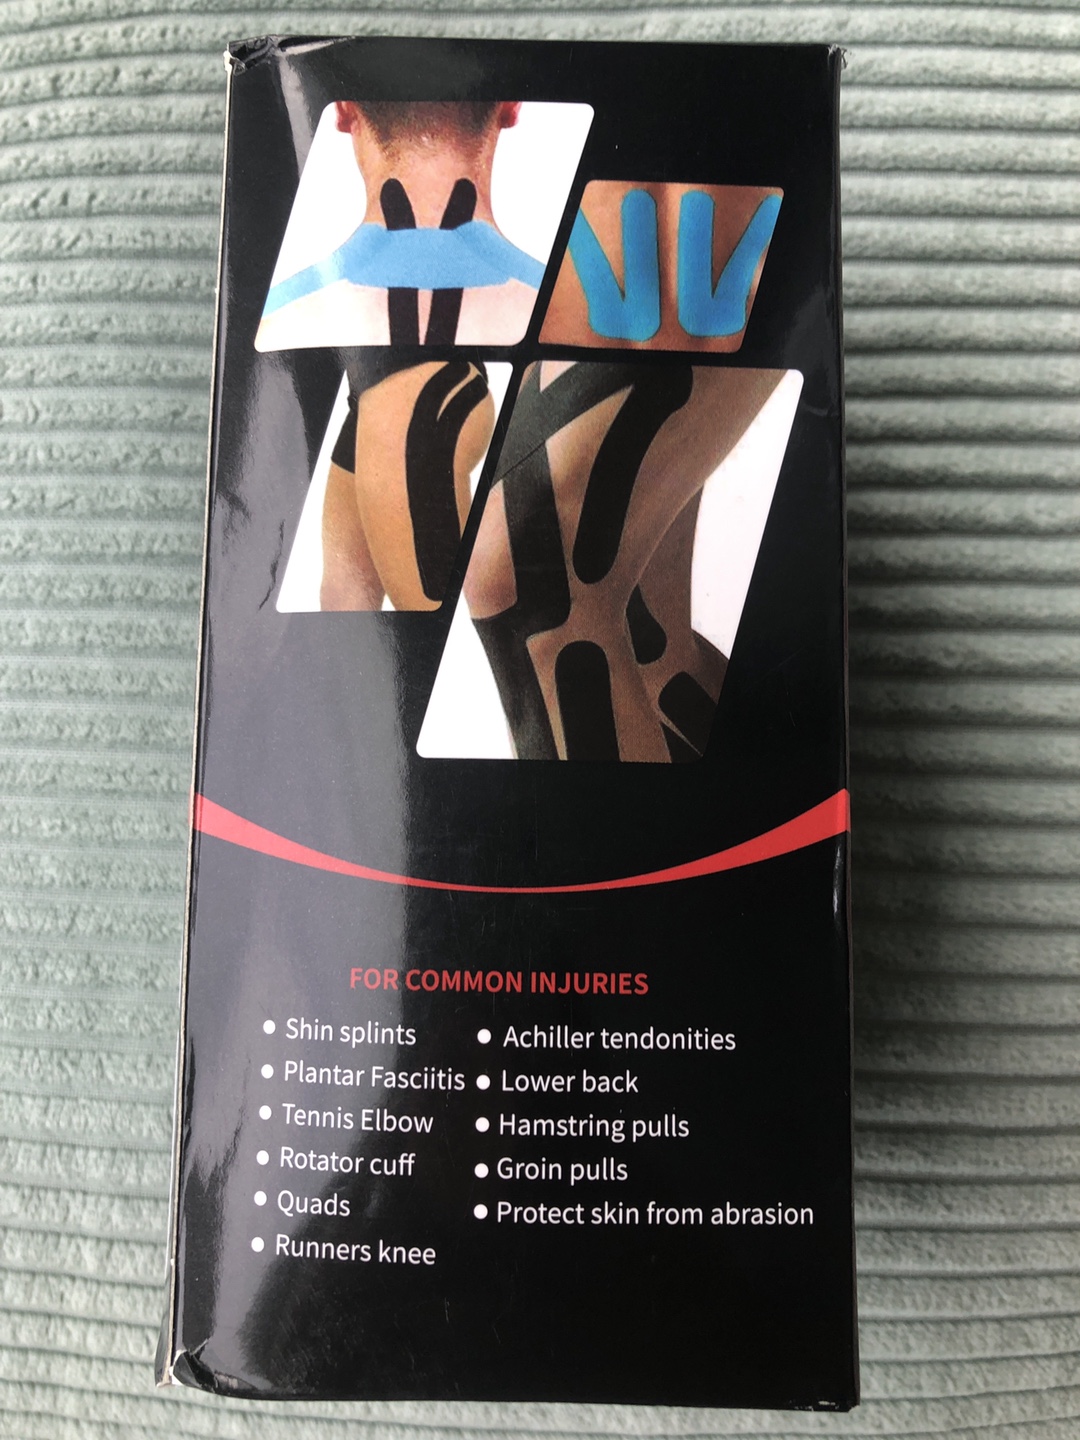 FOR COMMON INJURIES
Shin splints
Plantar Fasciitis
Tennis Elbow
Rotator cuff
Quads
Runners knee
Achiller tendonities
Lower back
Hamstring pulls
Groin pulls
Protect skin from abrasion